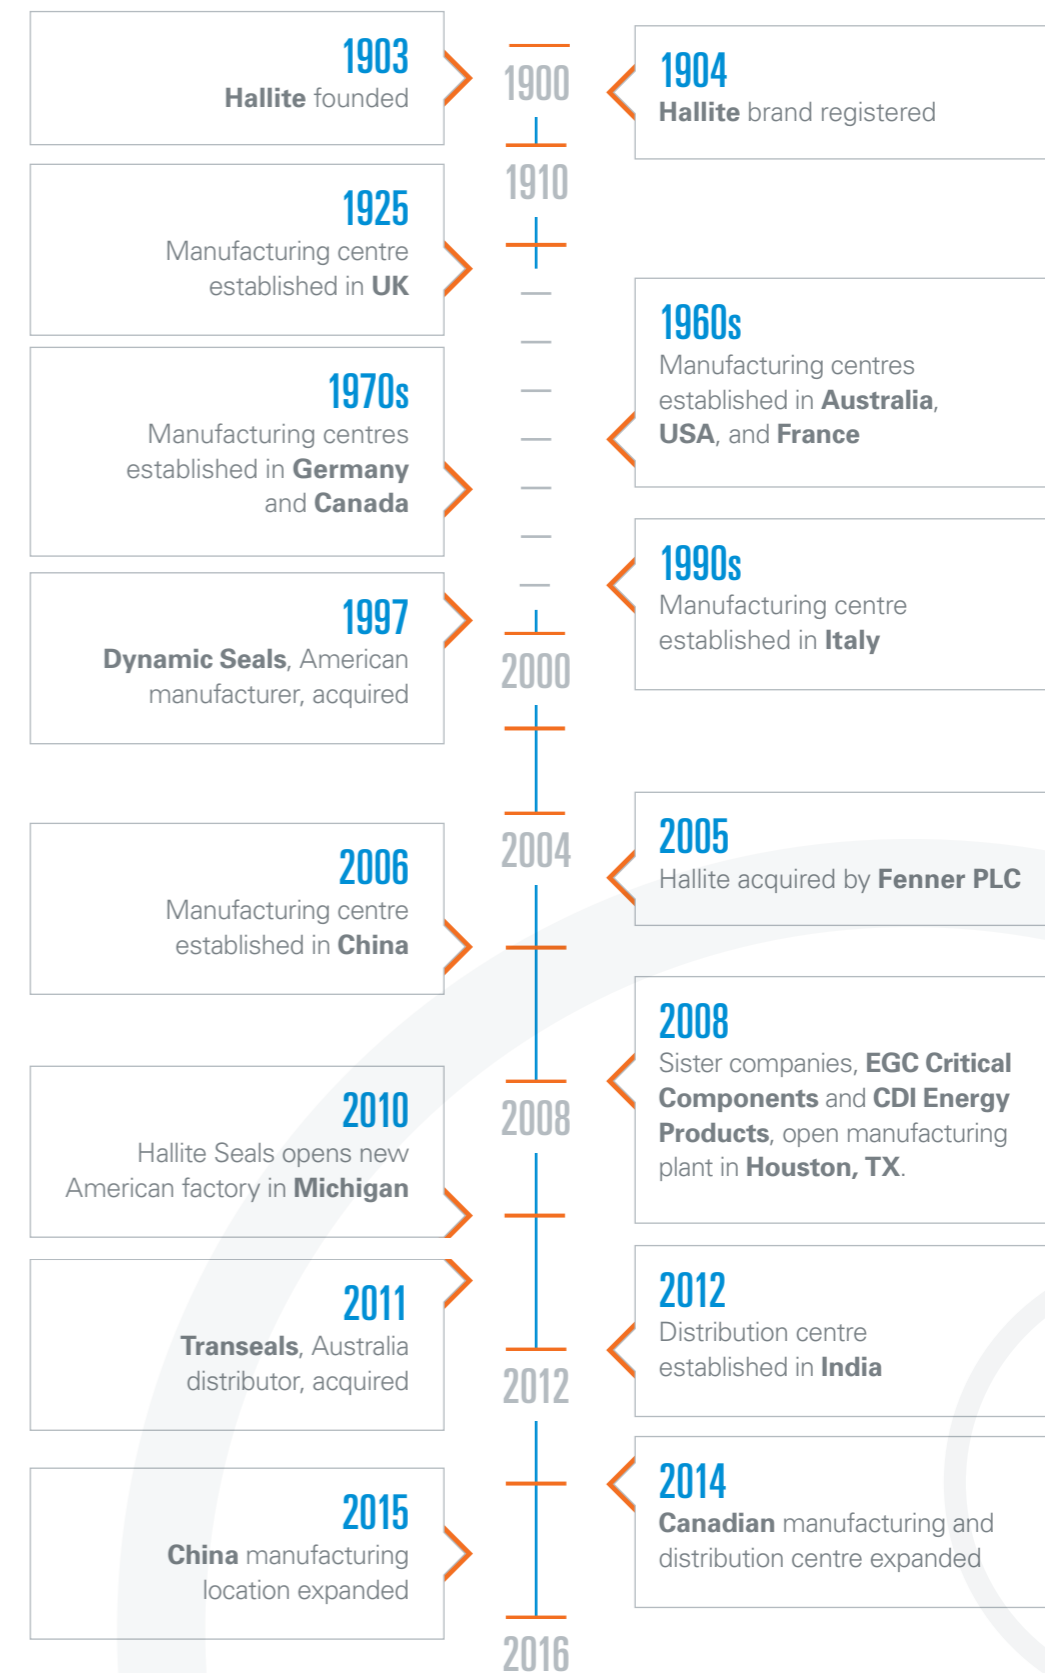 1903
Hallite founded
1900
1904
Hallite brand registered
1910
1925
Manufacturing centre
established in UK
1960s
Manufacturing centres
established in Australia,
USA, and France
1970s
Manufacturing centres
established in Germany
and Canada
1990s
Manufacturing centre
established in Italy
1997
Dynamic Seals, American
manufacturer, acquired
2000
2004
2005
Hallite acquired by Fenner PLC
2006
Manufacturing centre
established in China
2008
Sister companies, EGC Critical
Components and CDI Energy
Products, open manufacturing
plant in Houston, TX.
2008
2010
Hallite Seals opens new
American factory in Michigan
2011
Transeals, Australia
distributor, acquired
2012
Distribution centre
established in India
2012
2014
Canadian manufacturing and
distribution centre expanded
2015
China manufacturing
location expanded
2016